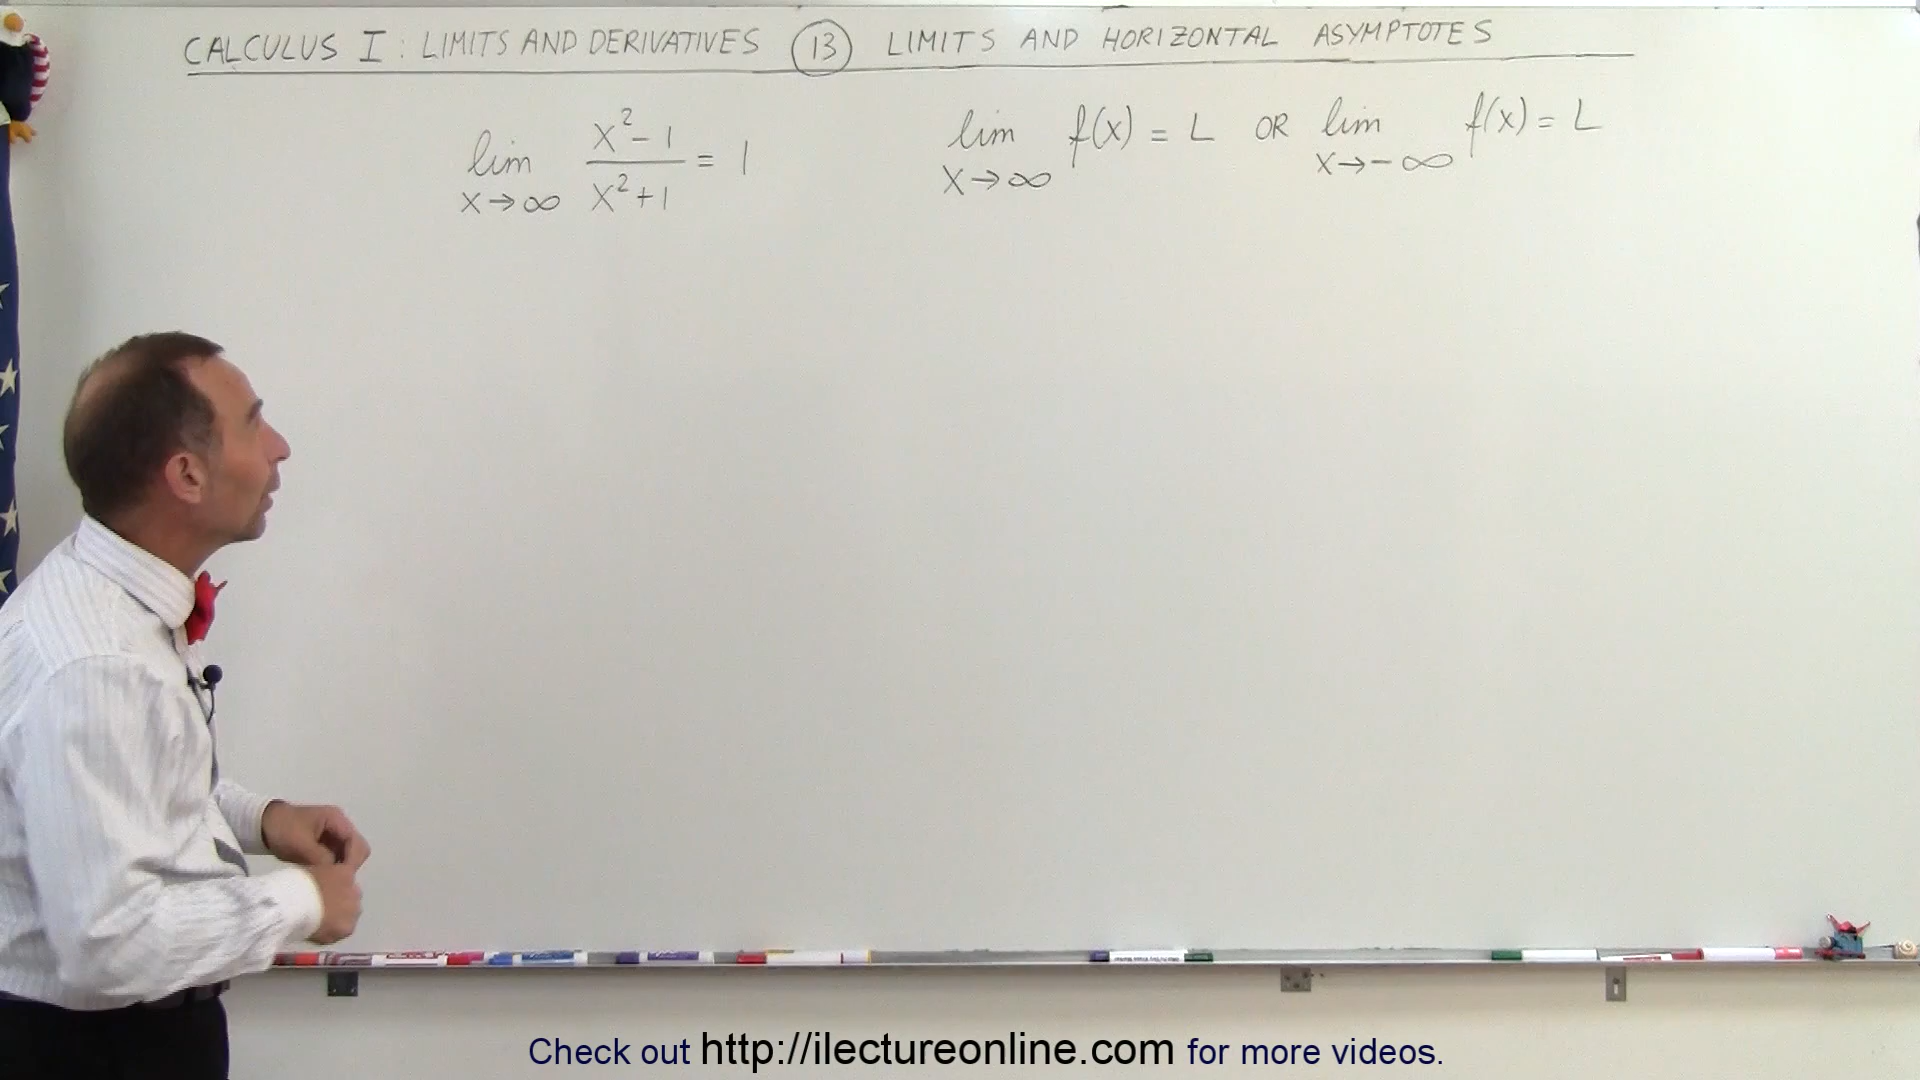 CALCULUS I : LIMITS AND DERIVATIVES 13 LIMITS AND HORIZONTAL ASYMPTOTES
lim x→∞ (x²-1)/(x²+1) = 1
lim x→∞ f(x) = L OR lim x→-∞ f(x) = L
Check out http://ilectureonline.com for more videos.